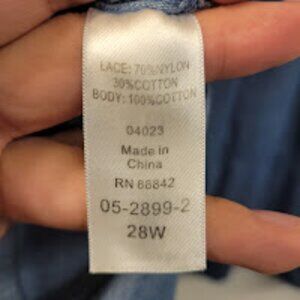 LACE: 70%NYLON
30%COTTON
BODY: 100%COTTON
04023
Made in
China
RN 66842
05-2899-2
28W